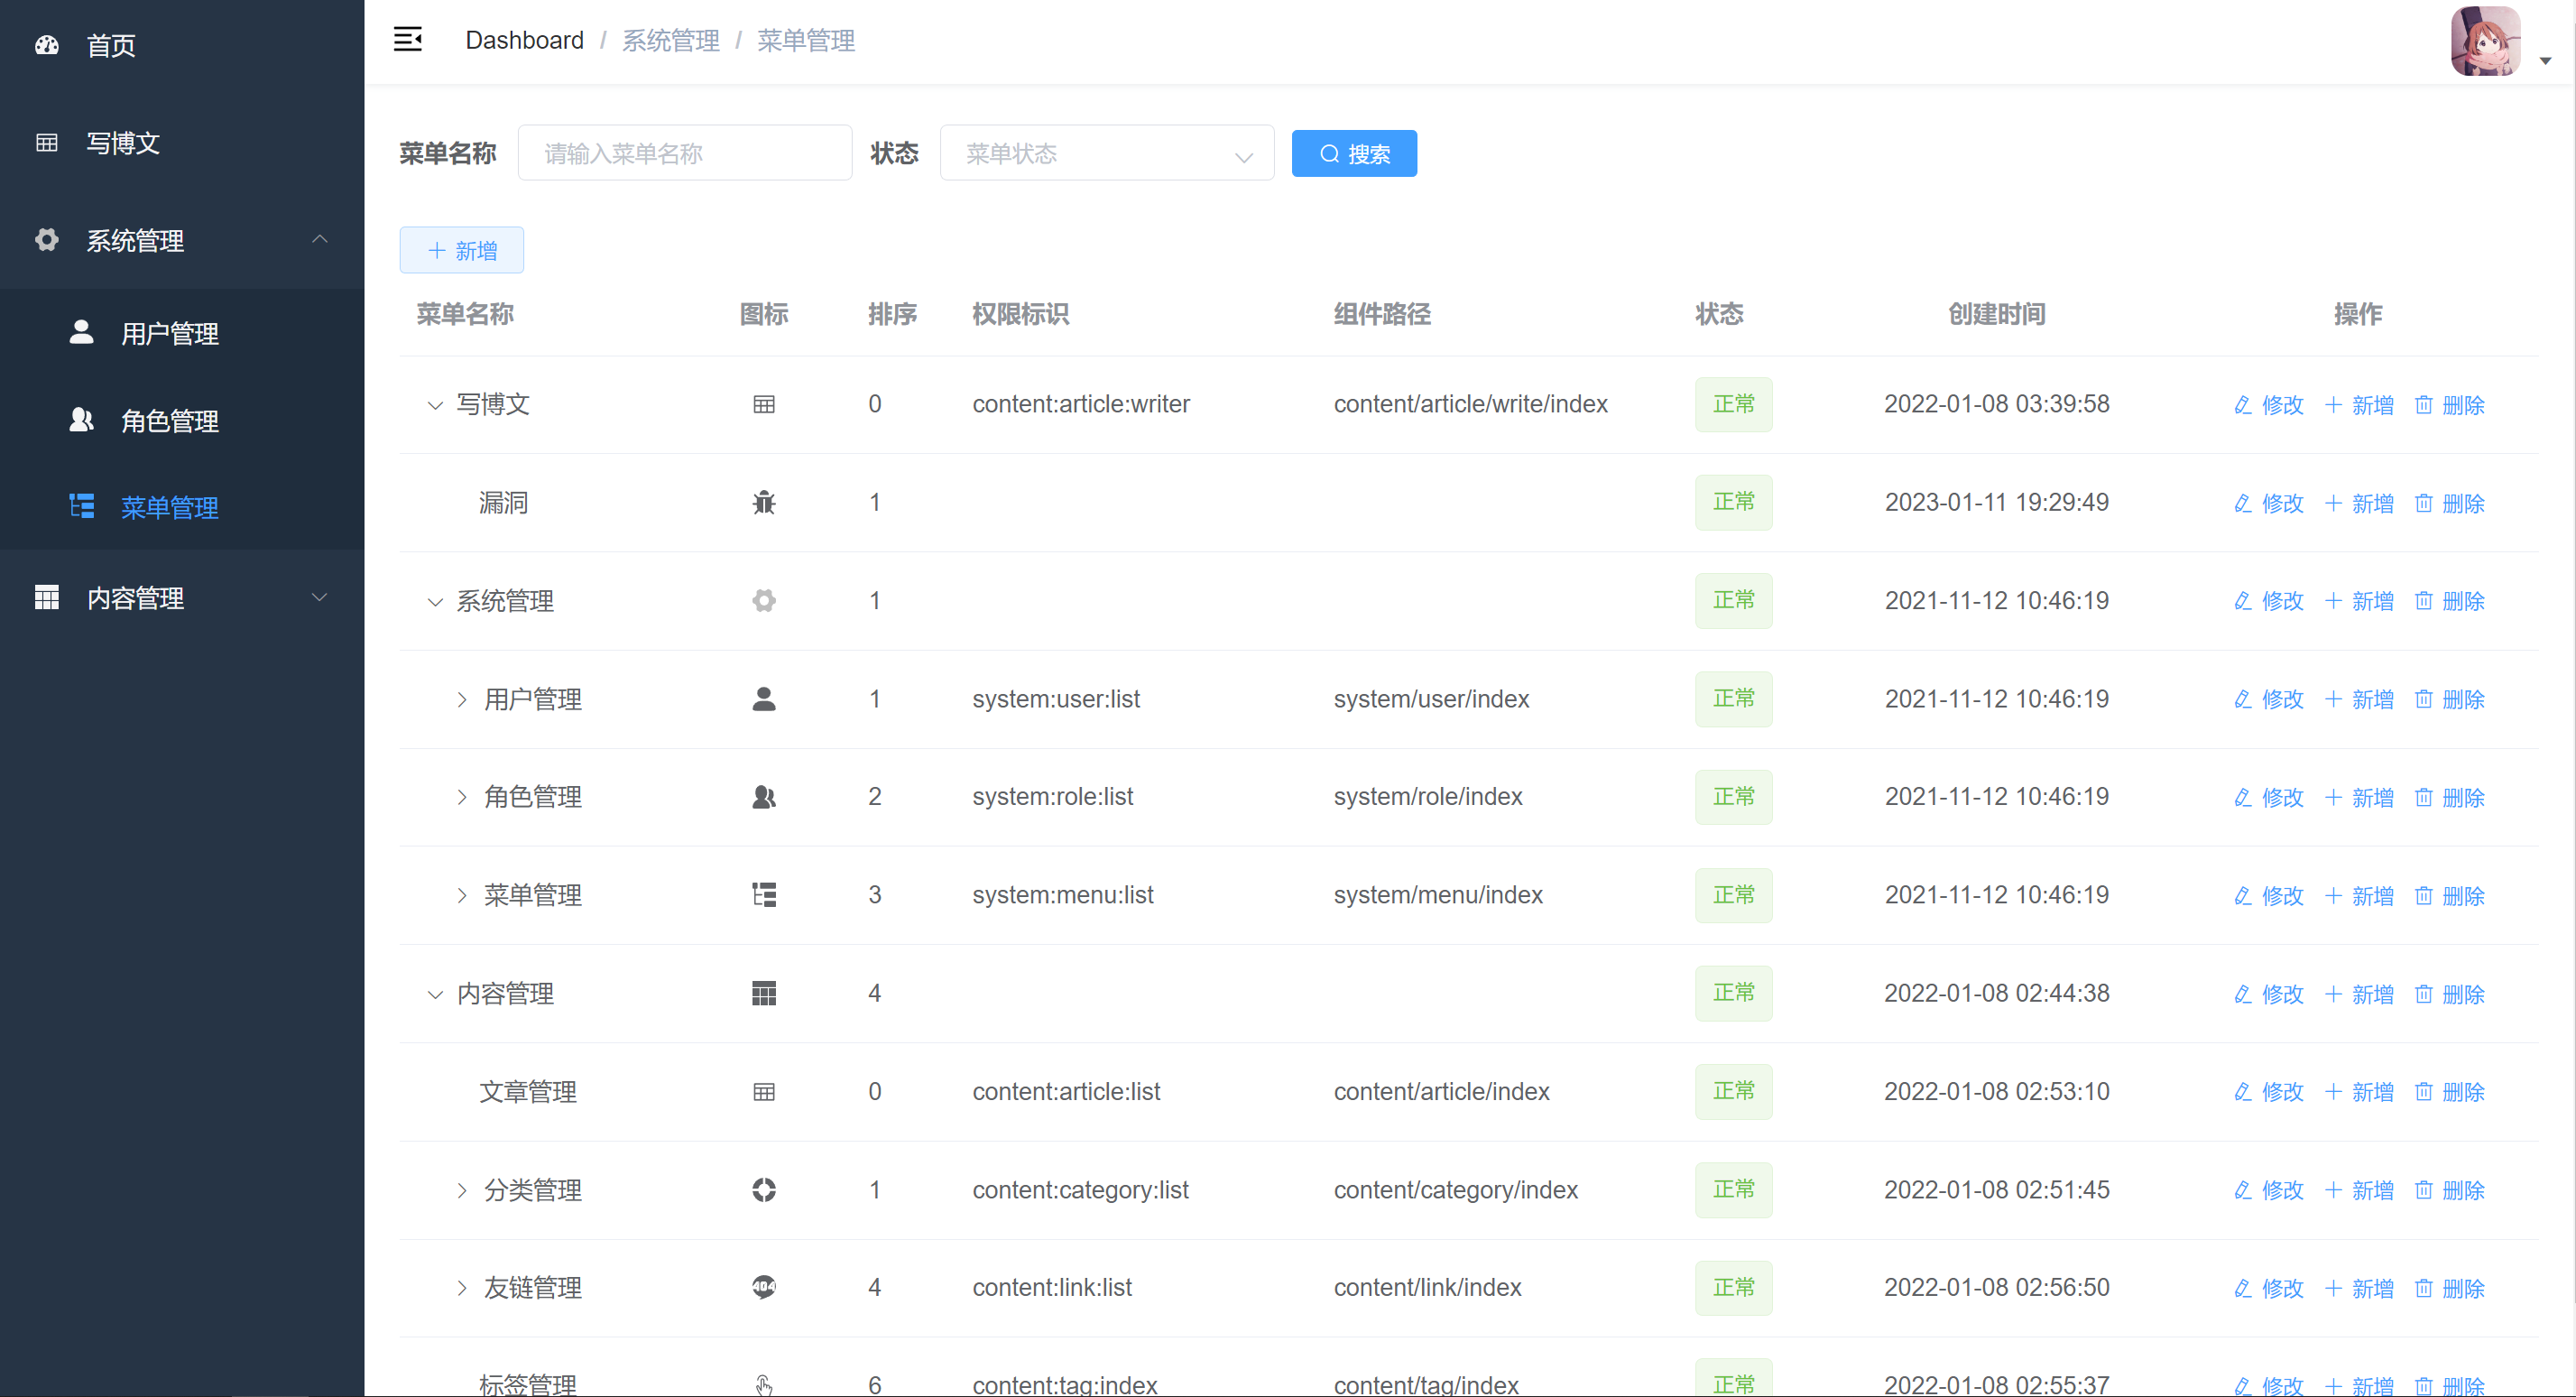 首页
写博文
系统管理
用户管理
角色管理
菜单管理
内容管理
Dashboard / 系统管理 / 菜单管理
菜单名称 请输入菜单名称 状态 菜单状态 搜索
新增
菜单名称 图标 排序 权限标识 组件路径 状态 创建时间 操作
写博文 0 content:article:writer content/article/write/index 正常 2022-01-08 03:39:58 修改 新增 删除
漏洞 1 正常 2023-01-11 19:29:49 修改 新增 删除
系统管理 1 正常 2021-11-12 10:46:19 修改 新增 删除
用户管理 1 system:user:list system/user/index 正常 2021-11-12 10:46:19 修改 新增 删除
角色管理 2 system:role:list system/role/index 正常 2021-11-12 10:46:19 修改 新增 删除
菜单管理 3 system:menu:list system/menu/index 正常 2021-11-12 10:46:19 修改 新增 删除
内容管理 4 正常 2022-01-08 02:44:38 修改 新增 删除
文章管理 0 content:article:list content/article/index 正常 2022-01-08 02:53:10 修改 新增 删除
分类管理 1 content:category:list content/category/index 正常 2022-01-08 02:51:45 修改 新增 删除
友链管理 404 4 content:link:list content/link/index 正常 2022-01-08 02:56:50 修改 新增 删除
标签管理 6 content:tag:index content/tag/index 正常 2022-01-08 02:55:37 修改 新增 删除